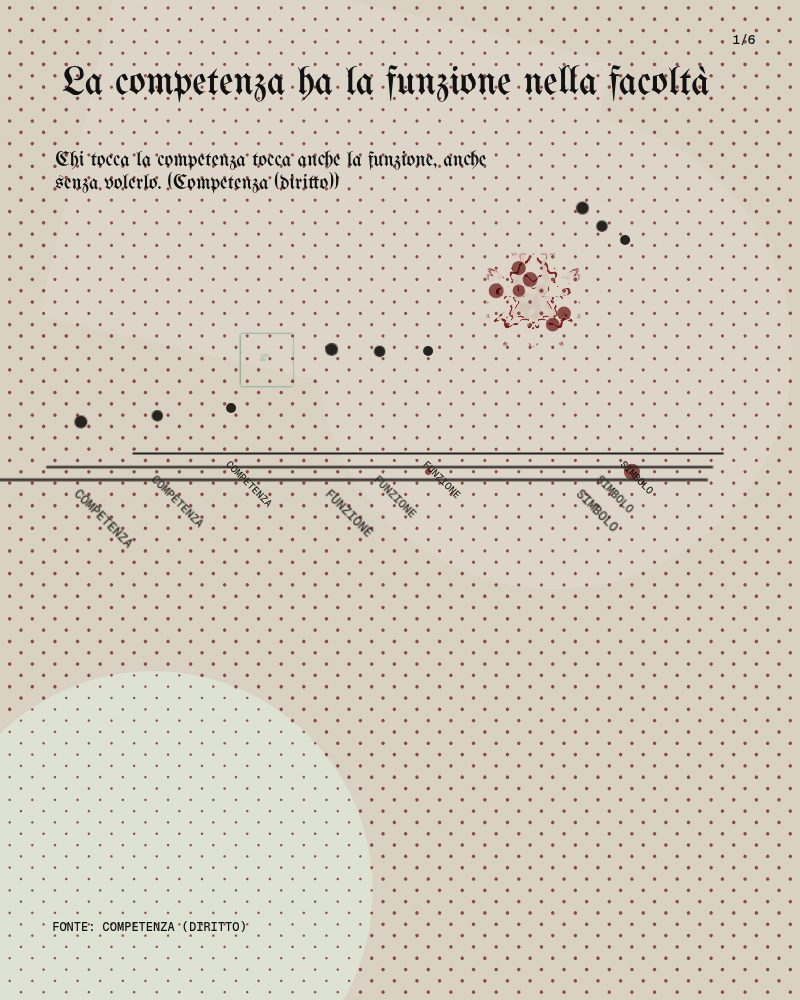 1/6
La competenza ha la funzione nella facoltà
Chi tocca la competenza tocca anche la funzione, anche
senza volerlo. (Competenza (diritto))
COMPETENZA
COMPETENZA
COMPETENZA
FUNZIONE
FUNZIONE
FUNZIONE
SIMBOLO
SIMBOLO
SIMBOLO
FONTE: COMPETENZA (DIRITTO)